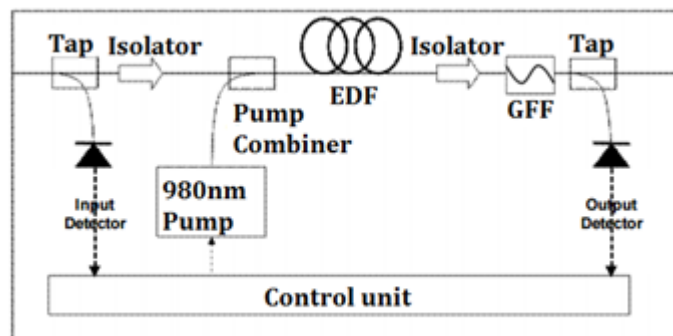 Tap
Isolator
Isolator
Tap
EDF
GFF
Pump
Combiner
980nm
Pump
Input
Detector
Output
Detector
Control unit